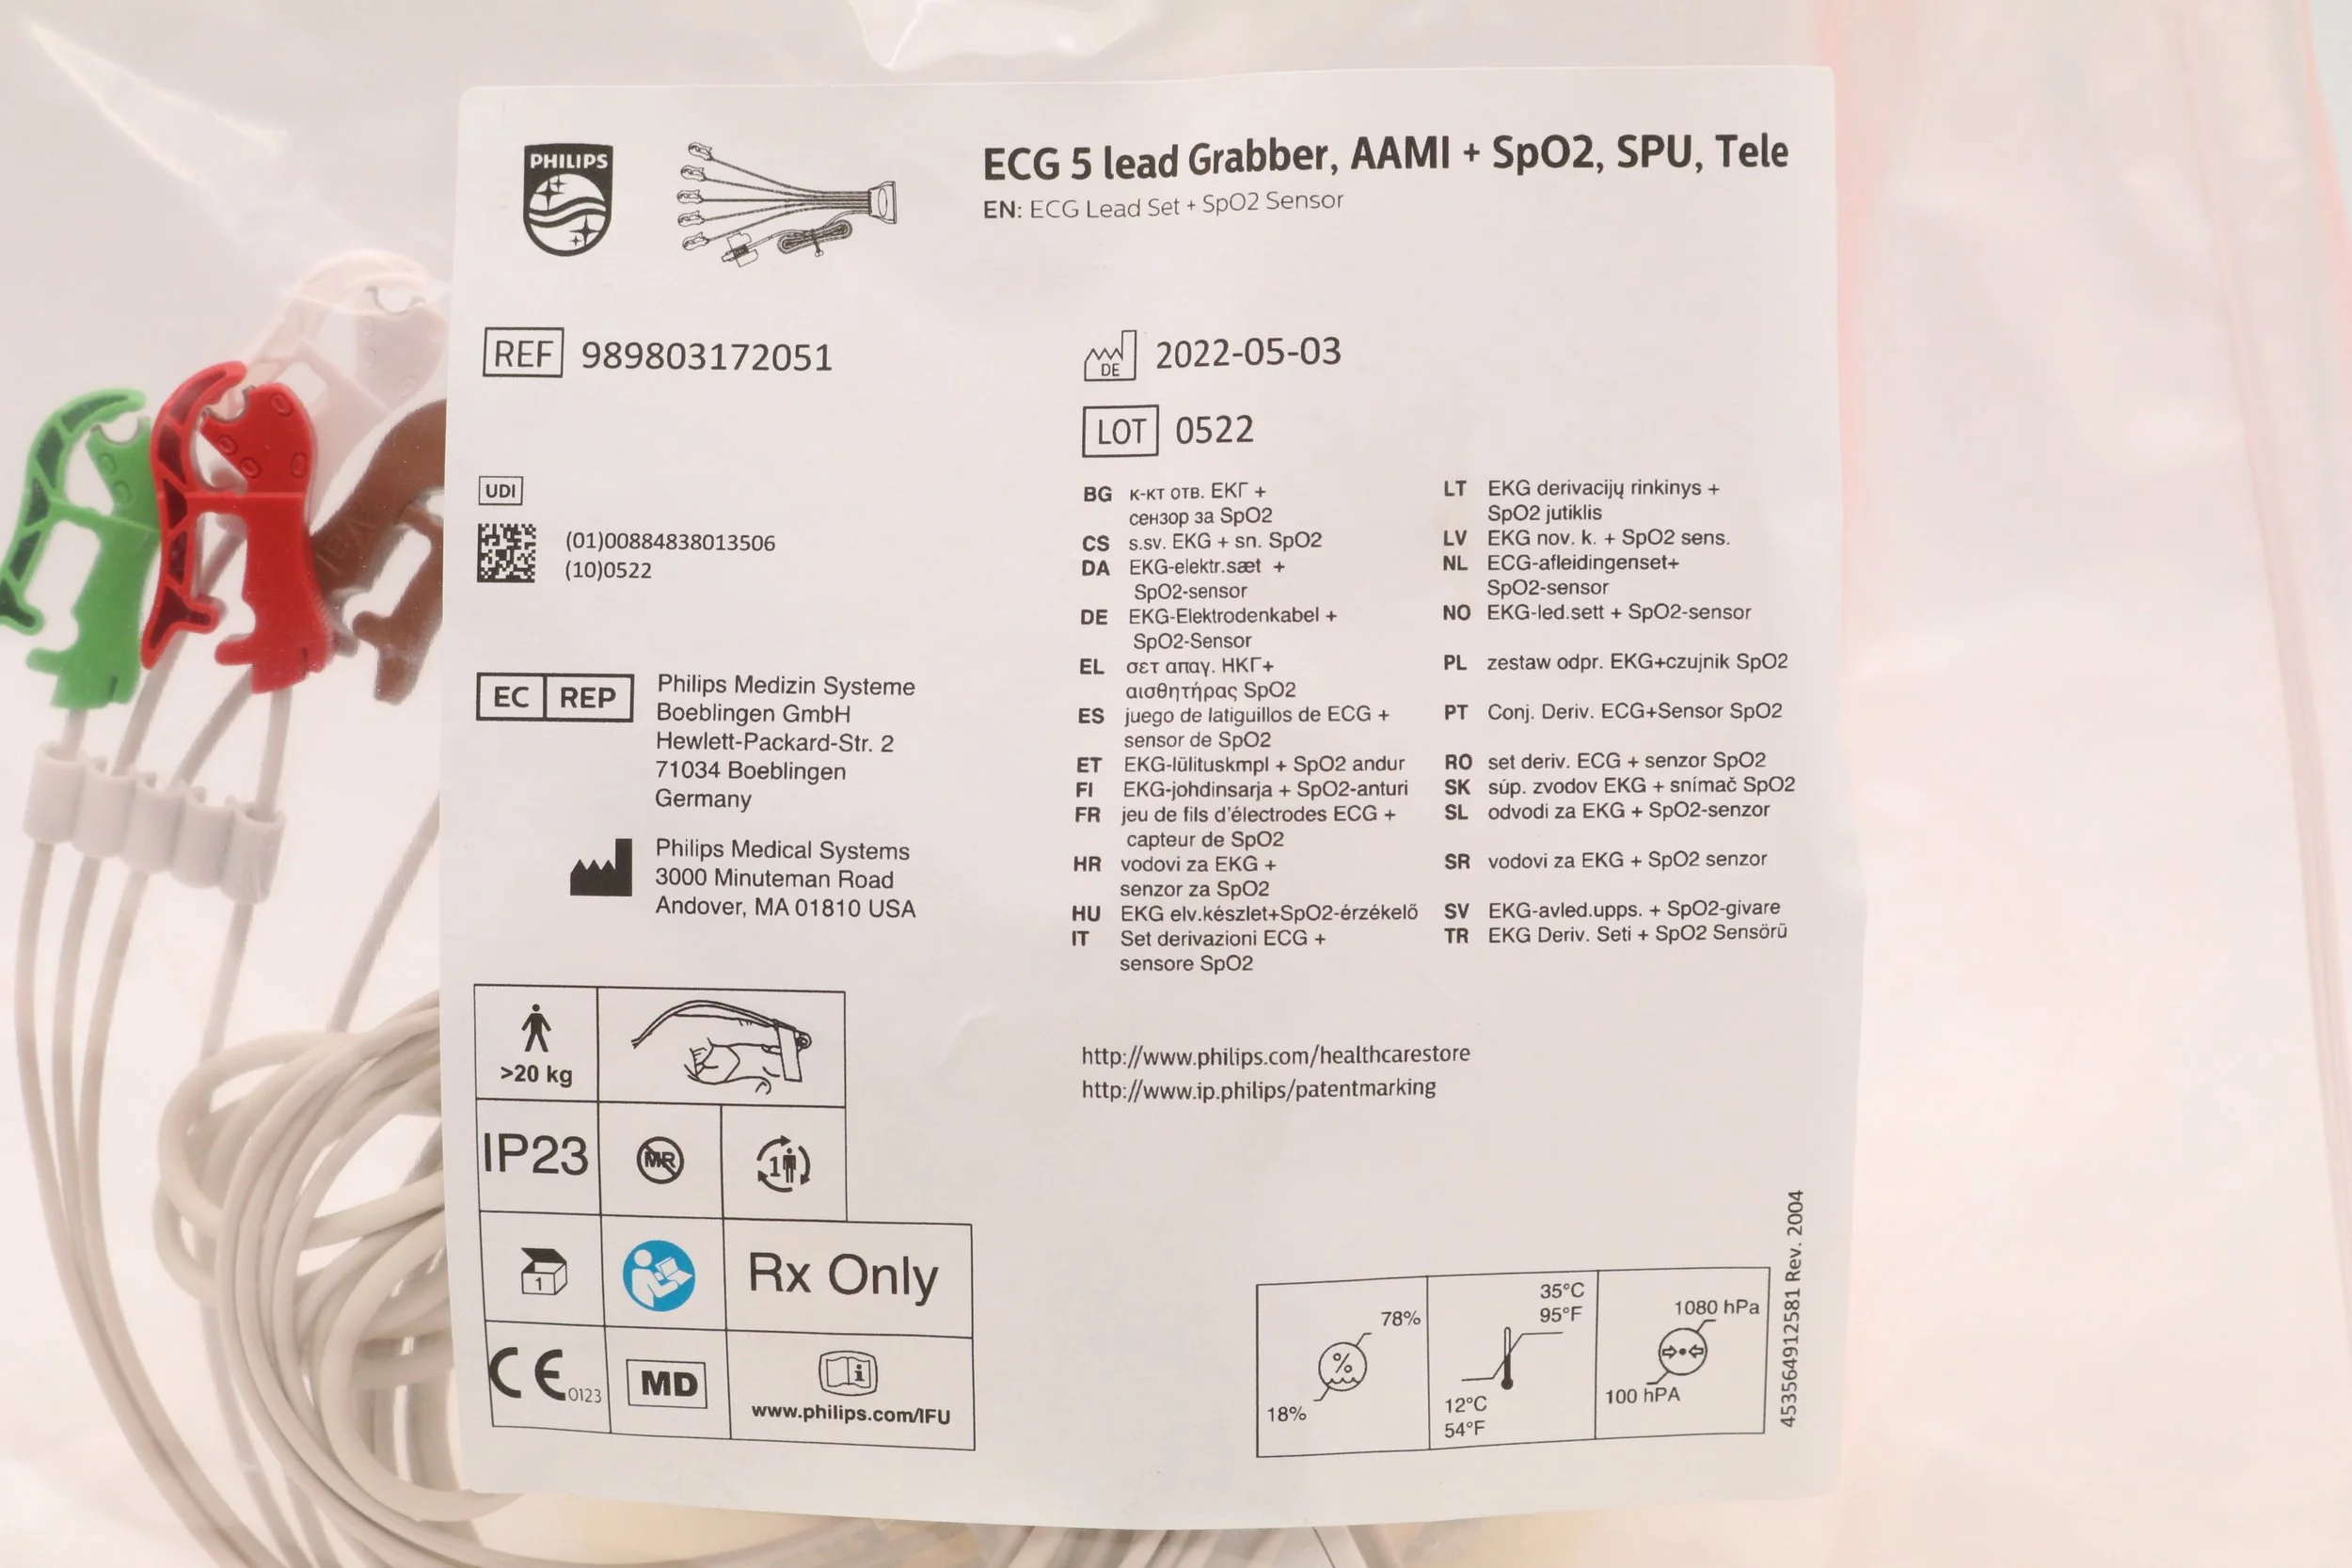 PHILIPS
ECG 5 lead Grabber, AAMI + SpO2, SPU, Tele
EN: ECG Lead Set + SpO2 Sensor
REF 989803172051
DE 2022-05-03
LOT 0522
UDI
(01)00884838013506
(10)0522
EC REP
Philips Medizin Systeme
Boeblingen GmbH
Hewlett-Packard-Str. 2
71034 Boeblingen
Germany
Philips Medical Systems
3000 Minuteman Road
Andover, MA 01810 USA
BG к-кт отв. ЕКГ +
сензор за SpO2
CS s.sv. EKG + sn. SpO2
DA EKG-elektr.sæt +
SpO2-sensor
DE EKG-Elektrodenkabel +
SpO2-Sensor
EL σετ απαγ. ΗΚΓ+
αισθητήρας SpO2
ES juego de latiguillos de ECG +
sensor de SpO2
ET EKG-lülituskmpl + SpO2 andur
FI EKG-johdinsarja + SpO2-anturi
FR jeu de fils d'électrodes ECG +
capteur de SpO2
HR vodovi za EKG +
senzor za SpO2
HU EKG elv.készlet+SpO2-érzékelő
IT Set derivazioni ECG +
sensore SpO2
LT EKG derivacijų rinkinys +
SpO2 jutiklis
LV EKG nov. k. + SpO2 sens.
NL ECG-afleidingenset+
SpO2-sensor
NO EKG-led.sett + SpO2-sensor
PL zestaw odpr. EKG+czujnik SpO2
PT Conj. Deriv. ECG+Sensor SpO2
RO set deriv. ECG + senzor SpO2
SK súp. zvodov EKG + snímač SpO2
SL odvodi za EKG + SpO2-senzor
SR vodovi za EKG + SpO2 senzor
SV EKG-avled.upps. + SpO2-givare
TR EKG Deriv. Seti + SpO2 Sensörü
http://www.philips.com/healthcarestore
http://www.ip.philips/patentmarking
>20 kg
IP23
MR
1
1
Rx Only
CE 0123
MD
i
www.philips.com/IFU
78%
%
18%
35°C
95°F
12°C
54°F
1080 hPa
100 hPA
453564912581 Rev. 2004